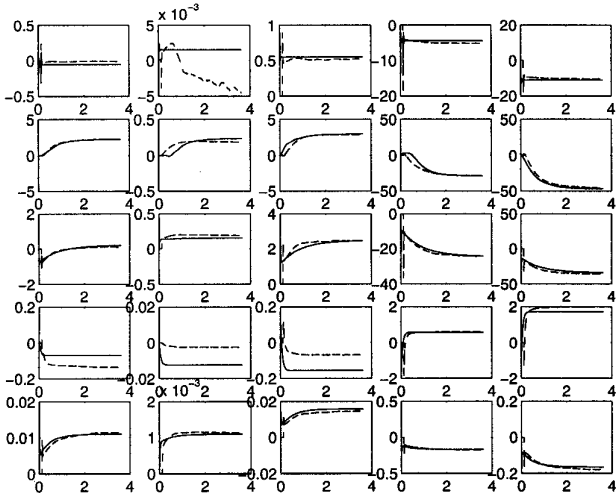 x 10⁻³
0.5 5 1 0 20
0 0 0.5 -10 0
-0.5 -5 0 -20 -20
0 2 4 0 2 4 0 2 4 0 2 4 0 2 4
5 0.5 5 50 50
0 0 0 0 0
-5 -0.5 -5 -50 -50
0 2 4 0 2 4 0 2 4 0 2 4 0 2 4
2 0.5 4 0 50
0 0 2 -20 0
-2 -0.5 0 -40 -50
0 2 4 0 2 4 0 2 4 0 2 4 0 2 4
0.2 0.02 0.2 2 2
0 0 0 0 0
-0.2 -0.02 -0.2 -2 -2
0 2 4 0 2 4 0 2 4 0 2 4 0 2 4
x 10⁻³
0.02 2 0.02 0.5 0.2
0.01 1 0 0 0
0 0 -0.02 -0.5 -0.2
0 2 4 0 2 4 0 2 4 0 2 4 0 2 4